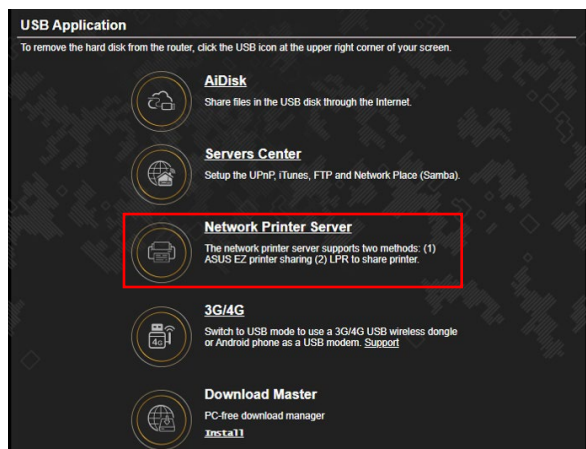 USB Application
To remove the hard disk from the router, click the USB icon at the upper right corner of your screen.
AiDisk
Share files in the USB disk through the Internet.
Servers Center
Setup the UPnP, iTunes, FTP and Network Place (Samba).
Network Printer Server
The network printer server supports two methods: (1)
ASUS EZ printer sharing (2) LPR to share printer.
3G/4G
4G
Switch to USB mode to use a 3G/4G USB wireless dongle
or Android phone as a USB modem. Support
Download Master
PC-free download manager
Install